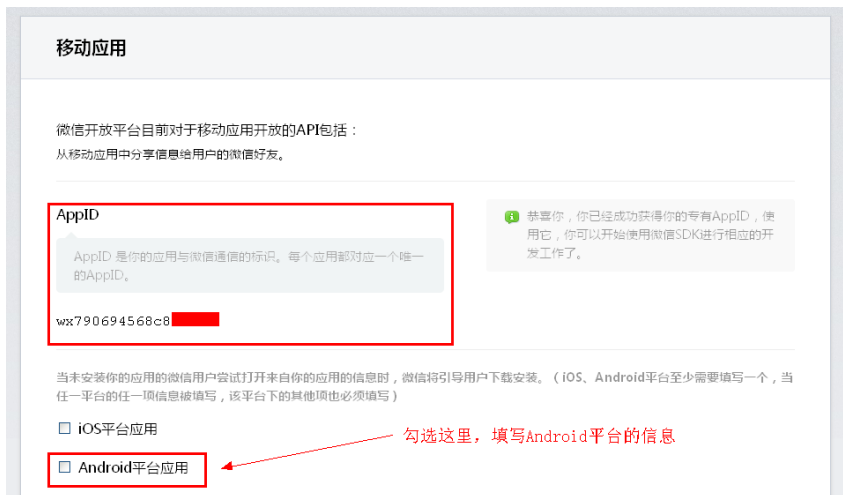 移动应用
微信开放平台目前对于移动应用开放的API包括：
从移动应用中分享信息给用户的微信好友。
AppID
AppID 是你的应用与微信通信的标识。每个应用都对应一个唯一
的AppID。
wx790694568c8
恭喜你，你已经成功获得你的专有AppID，使
用它，你可以开始使用微信SDK进行相应的开
发工作了。
当未安装你的应用的微信用户尝试打开来自你的应用的信息时，微信将引导用户下载安装。（iOS、Android平台至少需要填写一个，当
任一平台的任一项信息被填写，该平台下的其他项也必须填写）
iOS平台应用
勾选这里，填写Android平台的信息
Android平台应用